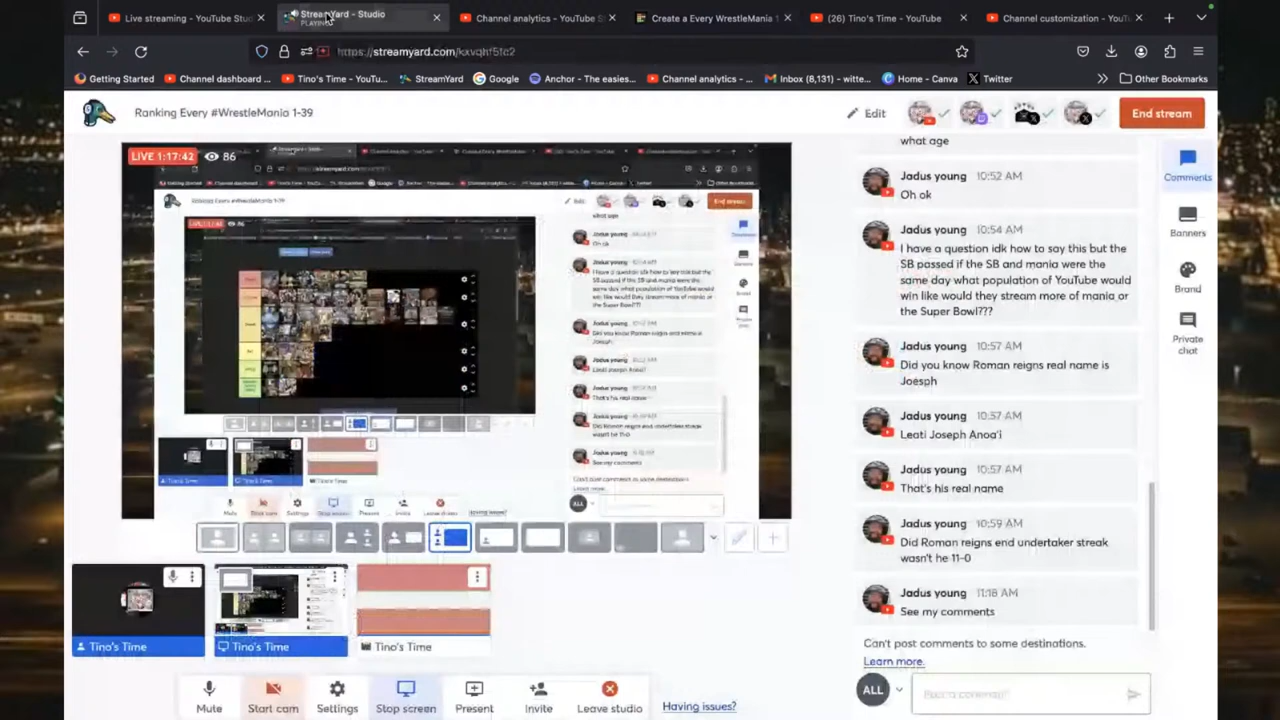 Live streaming - YouTube Stu
StreamYard - Studio
PLAYING
Channel analytics - YouTube S
Create a Every WrestleMania 1
(26) Tino's Time - YouTube
Channel customization - YouTu
https://streamyard.com/kxvqhf5fc2
Getting Started
Channel dashboard ...
Tino's Time - YouTu...
StreamYard
Google
Anchor - The easies...
Channel analytics - ...
Inbox (8,131) - witte...
Home - Canva
Twitter
Other Bookmarks
Ranking Every #WrestleMania 1-39
Edit
End stream
LIVE 1:17:42
86
what age
Jadus young 10:52 AM
Oh ok
Jadus young 10:54 AM
I have a question idk how to say this but the
SB passed if the SB and mania were the
same day what population of YouTube would
win like would they stream more of mania or
the Super Bowl???
Jadus young 10:57 AM
Did you know Roman reigns real name is
Joesph
Jadus young 10:57 AM
Leati Joseph Anoa'i
Jadus young 10:57 AM
That's his real name
Jadus young 10:59 AM
Did Roman reigns end undertaker streak
wasn't he 11-0
Jadus young 11:18 AM
See my comments
Can't post comments to some destinations.
Learn more.
ALL
Post a comment
Comments
Banners
Brand
Private
chat
Tino's Time
Tino's Time
Tino's Time
Mute
Start cam
Settings
Stop screen
Present
Invite
Leave studio
Having issues?